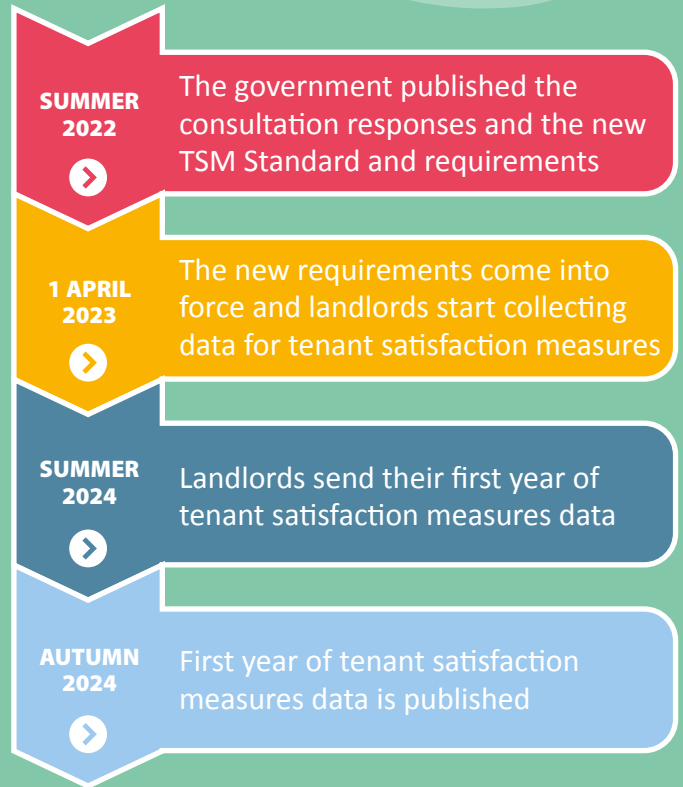 SUMMER
2022
The government published the
consultation responses and the new
TSM Standard and requirements
1 APRIL
2023
The new requirements come into
force and landlords start collecting
data for tenant satisfaction measures
SUMMER
2024
Landlords send their first year of
tenant satisfaction measures data
AUTUMN
2024
First year of tenant satisfaction
measures data is published